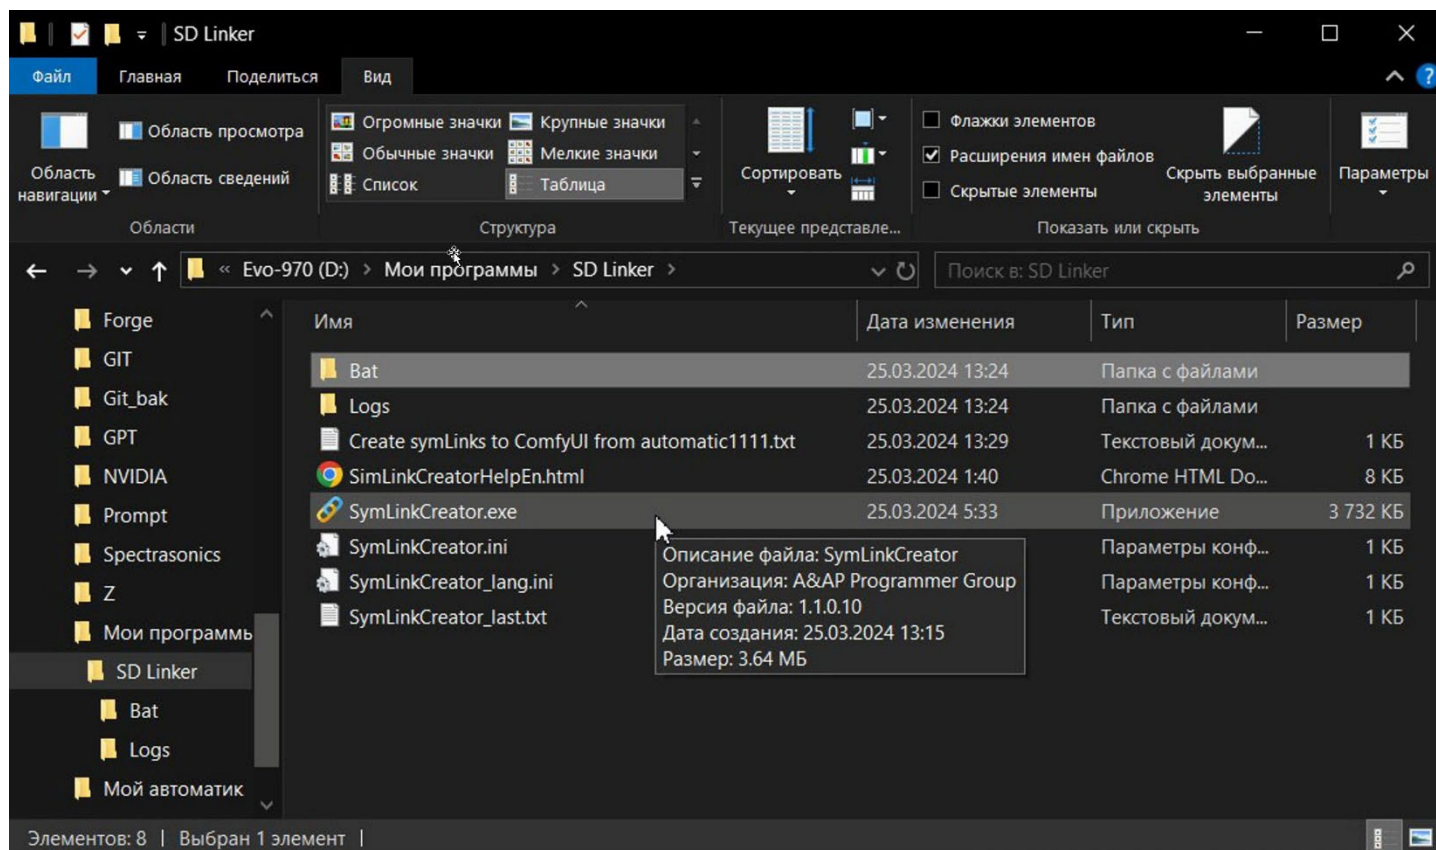 SD Linker
Файл Главная Поделиться Вид
Область навигации
Область просмотра
Область сведений
Области
Огромные значки Крупные значки
Обычные значки Мелкие значки
Список Таблица
Структура
Сортировать
Текущее представле...
Флажки элементов
Расширения имен файлов
Скрытые элементы
Скрыть выбранные элементы
Показать или скрыть
Параметры
« Evo-970 (D:) > Мои программы > SD Linker >
Поиск в: SD Linker
Forge
GIT
Git_bak
GPT
NVIDIA
Prompt
Spectrasonics
Z
Мои программь
SD Linker
Bat
Logs
Мой автоматик
Имя Дата изменения Тип Размер
Bat 25.03.2024 13:24 Папка с файлами
Logs 25.03.2024 13:24 Папка с файлами
Create symLinks to ComfyUI from automatic1111.txt 25.03.2024 13:29 Текстовый докум... 1 КБ
SimLinkCreatorHelpEn.html 25.03.2024 1:40 Chrome HTML Do... 8 КБ
SymLinkCreator.exe 25.03.2024 5:33 Приложение 3 732 КБ
SymLinkCreator.ini Параметры конф... 1 КБ
SymLinkCreator_lang.ini Параметры конф... 1 КБ
SymLinkCreator_last.txt Текстовый докум... 1 КБ
Описание файла: SymLinkCreator
Организация: A&AP Programmer Group
Версия файла: 1.1.0.10
Дата создания: 25.03.2024 13:15
Размер: 3.64 МБ
Элементов: 8 | Выбран 1 элемент |